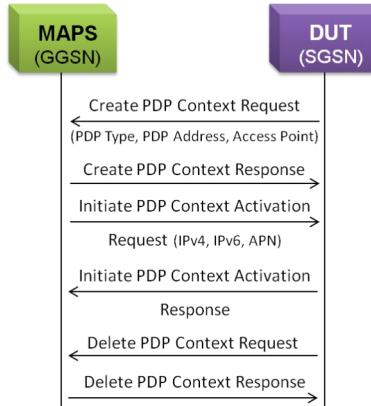 MAPS
(GGSN)
DUT
(SGSN)
Create PDP Context Request
(PDP Type, PDP Address, Access Point)
Create PDP Context Response
Initiate PDP Context Activation
Request (IPv4, IPv6, APN)
Initiate PDP Context Activation
Response
Delete PDP Context Request
Delete PDP Context Response